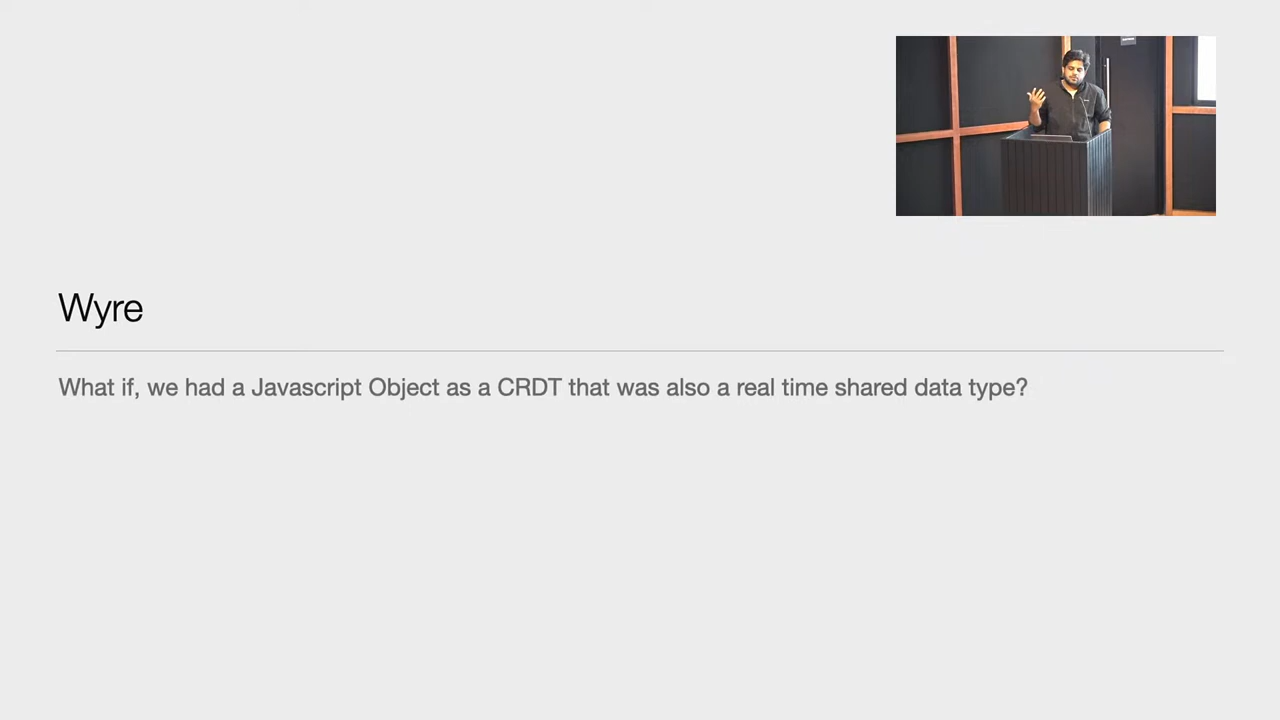 Wyre
What if, we had a Javascript Object as a CRDT that was also a real time shared data type?